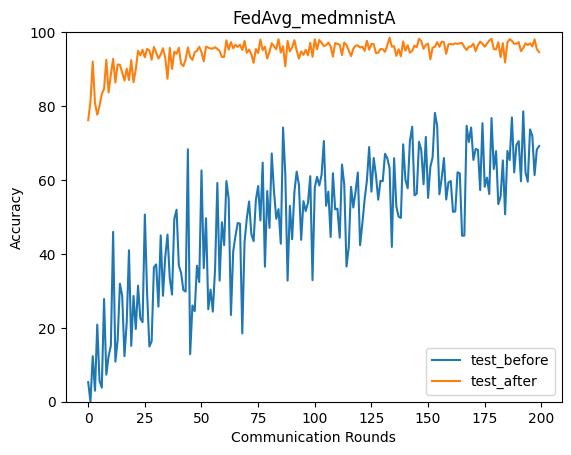 FedAvg_medmnistA
100
80
60
40
20
0
Accuracy
0 25 50 75 100 125 150 175 200
Communication Rounds
test_before
test_after